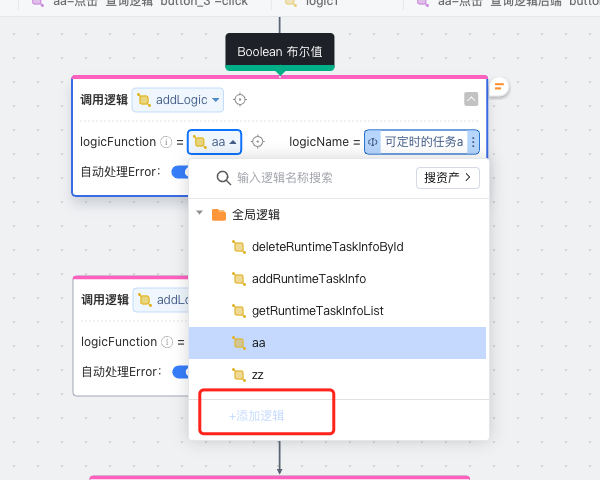 aa=点击"查询逻辑"button_3 =click
logic1
aa=点击"查询逻辑后端"button
Boolean 布尔值
调用逻辑 addLogic
logicFunction = aa logicName = 可定时的任务a
自动处理Error:
输入逻辑名称搜索 搜资产
全局逻辑
deleteRuntimeTaskInfoById
addRuntimeTaskInfo
getRuntimeTaskInfoList
aa
zz
+添加逻辑
调用逻辑 addLo
logicFunction =
自动处理Error: